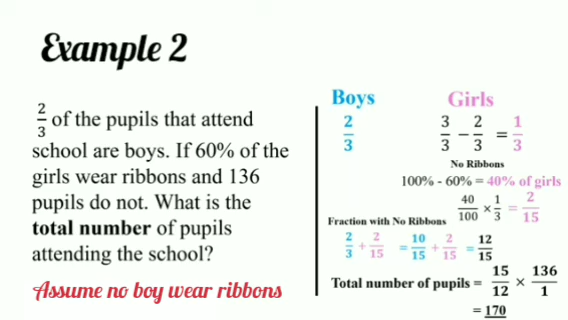 Example 2
2/3 of the pupils that attend
school are boys. If 60% of the
girls wear ribbons and 136
pupils do not. What is the
total number of pupils
attending the school?
Assume no boy wear ribbons
Boys Girls
2/3 3/3 − 2/3 = 1/3
No Ribbons
100% - 60% = 40% of girls
40/100 × 1/3 = 2/15
Fraction with No Ribbons
2/3 + 2/15 = 10/15 + 2/15 = 12/15
Total number of pupils = 15/12 × 136/1
= 170